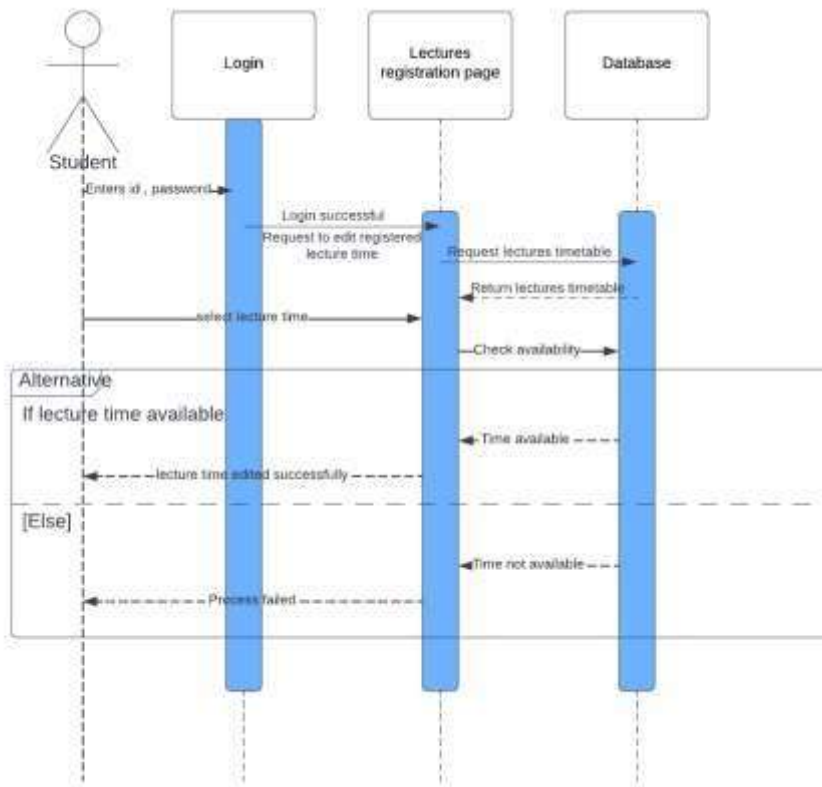 Login
Lectures
registration page
Database
Student
Enters id , password
Login successful
Request to edit registered
lecture time
Request lectures timetable
Return lectures timetable
select lecture time
Check availability
Alternative
If lecture time available
Time available
lecture time edited successfully
[Else]
Time not available
Process failed